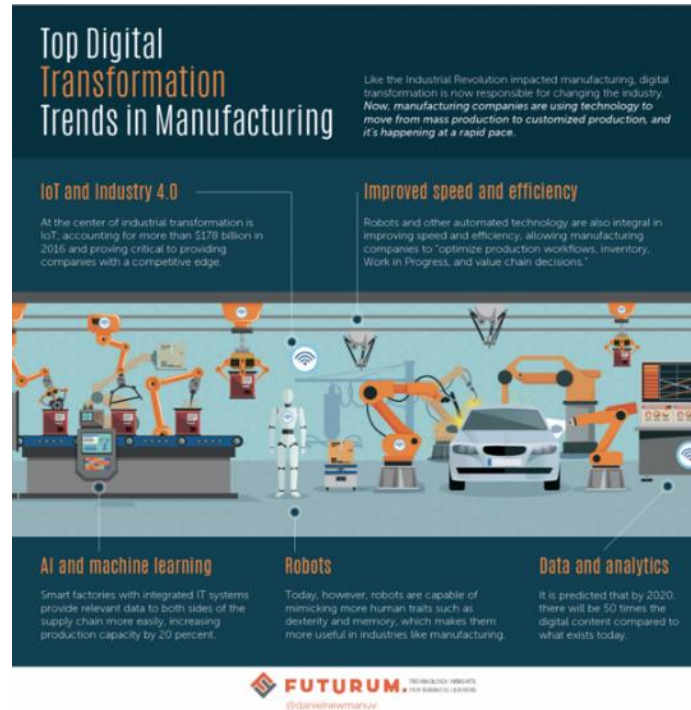 Top Digital
Transformation
Trends in Manufacturing
Like the Industrial Revolution impacted manufacturing, digital
transformation is now responsible for changing the industry.
Now, manufacturing companies are using technology to
move from mass production to customized production, and
it's happening at a rapid pace.
IoT and Industry 4.0
At the center of industrial transformation is
IoT, accounting for more than $178 billion in
2016 and proving critical to providing
companies with a competitive edge.
Improved speed and efficiency
Robots and other automated technology are also integral in
improving speed and efficiency, allowing manufacturing
companies to "optimize production workflows, inventory,
Work in Progress, and value chain decisions."
AI and machine learning
Smart factories with integrated IT systems
provide relevant data to both sides of the
supply chain more easily, increasing
production capacity by 20 percent.
Robots
Today, however, robots are capable of
mimicking more human traits such as
dexterity and memory, which makes them
more useful in industries like manufacturing.
Data and analytics
It is predicted that by 2020,
there will be 50 times the
digital content compared to
what exists today.
FUTURUM.
TECHNOLOGY INSIGHTS
FOR BUSINESS LEADERS
@danielnewmanuv